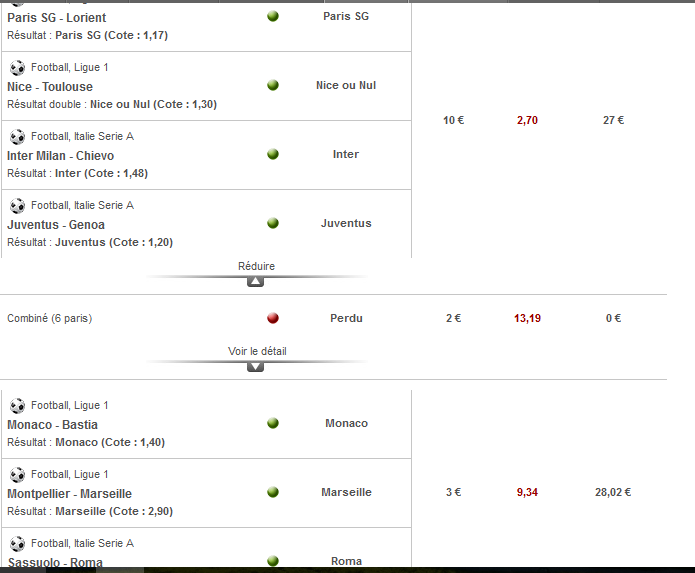 Paris SG - Lorient
Paris SG
Résultat : Paris SG (Cote : 1,17)
Football, Ligue 1
Nice - Toulouse
Nice ou Nul
Résultat double : Nice ou Nul (Cote : 1,30)
10 € 2,70 27 €
Football, Italie Serie A
Inter Milan - Chievo
Inter
Résultat : Inter (Cote : 1,48)
Football, Italie Serie A
Juventus - Genoa
Juventus
Résultat : Juventus (Cote : 1,20)
Réduire
Combiné (6 paris) Perdu 2 € 13,19 0 €
Voir le détail
Football, Ligue 1
Monaco - Bastia
Monaco
Résultat : Monaco (Cote : 1,40)
Football, Ligue 1
Montpellier - Marseille
Marseille
3 € 9,34 28,02 €
Résultat : Marseille (Cote : 2,90)
Football, Italie Serie A
Sassuolo - Roma
Roma